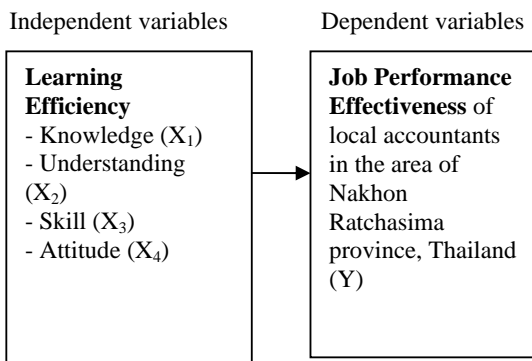 Independent variables
Dependent variables
Learning
Efficiency
- Knowledge (X₁)
- Understanding
(X₂)
- Skill (X₃)
- Attitude (X₄)
Job Performance
Effectiveness of
local accountants
in the area of
Nakhon
Ratchasima
province, Thailand
(Y)